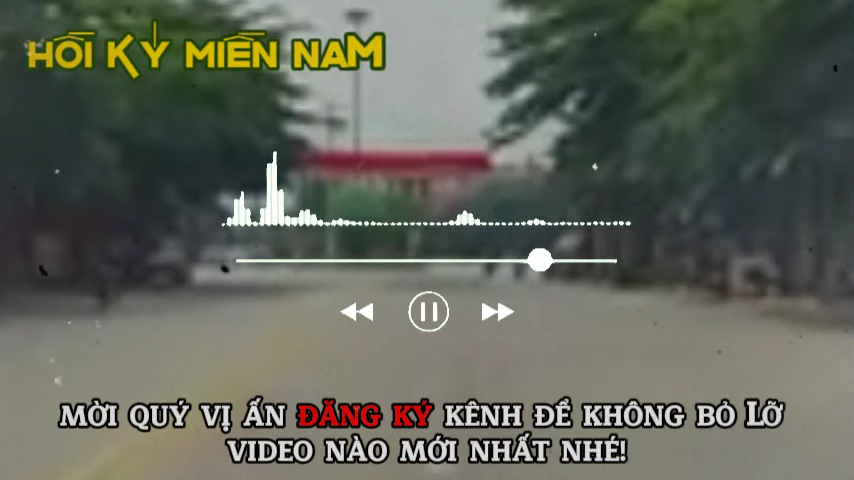 HỒI KÝ MIỀN NAM
MỜI QUÝ VỊ ẤN ĐĂNG KÝ KÊNH ĐỂ KHÔNG BỎ LỠ
VIDEO NÀO MỚI NHẤT NHÉ!